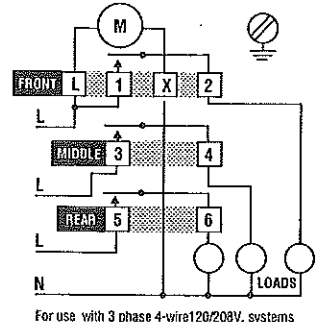 M
FRONT L 1 X 2
L
MIDDLE 3 4
L
REAR 5 6
L
N LOADS
For use with 3 phase 4-wire120/208V. systems